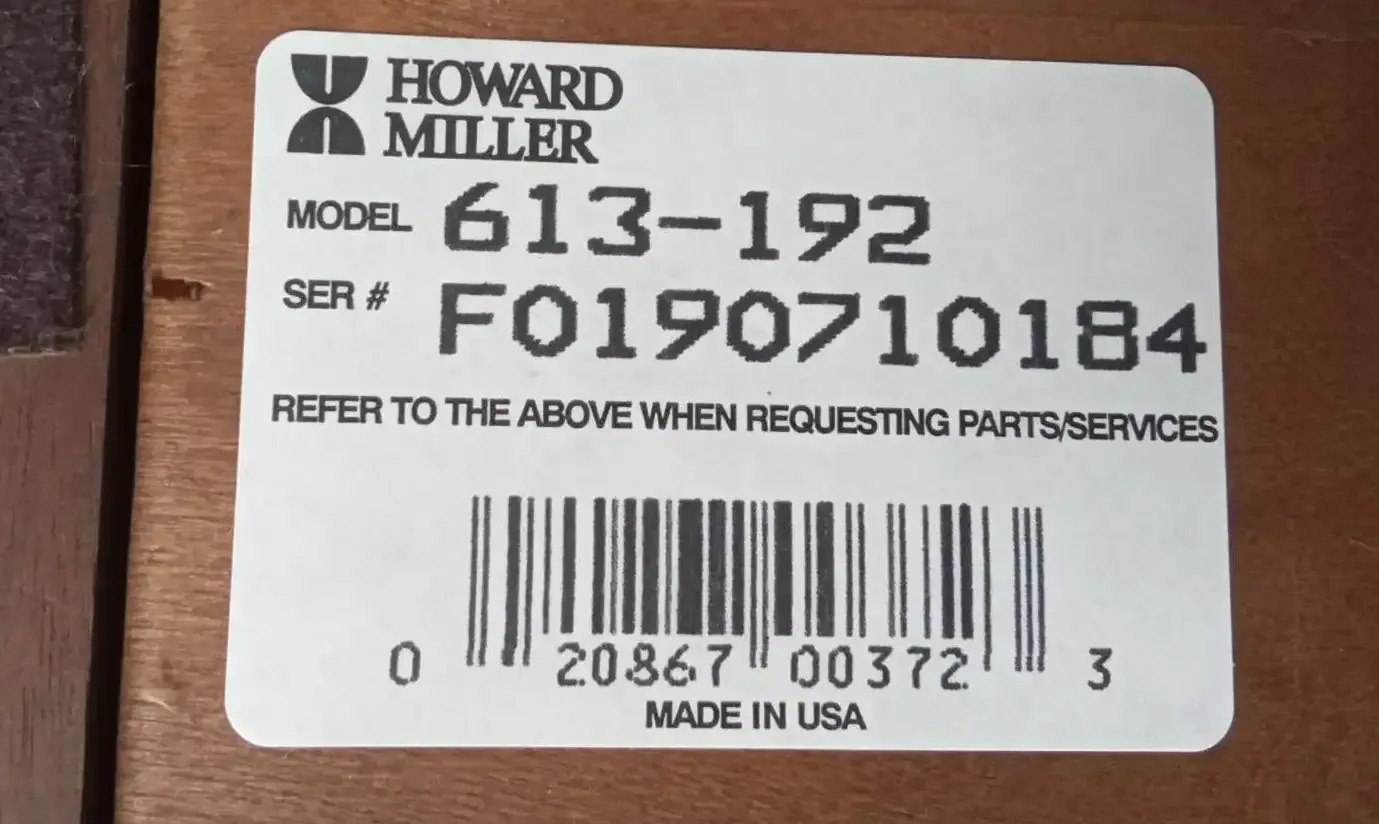 HOWARD
MILLER
MODEL 613-192
SER # F0190710184
REFER TO THE ABOVE WHEN REQUESTING PARTS/SERVICES
0 20867 00372 3
MADE IN USA